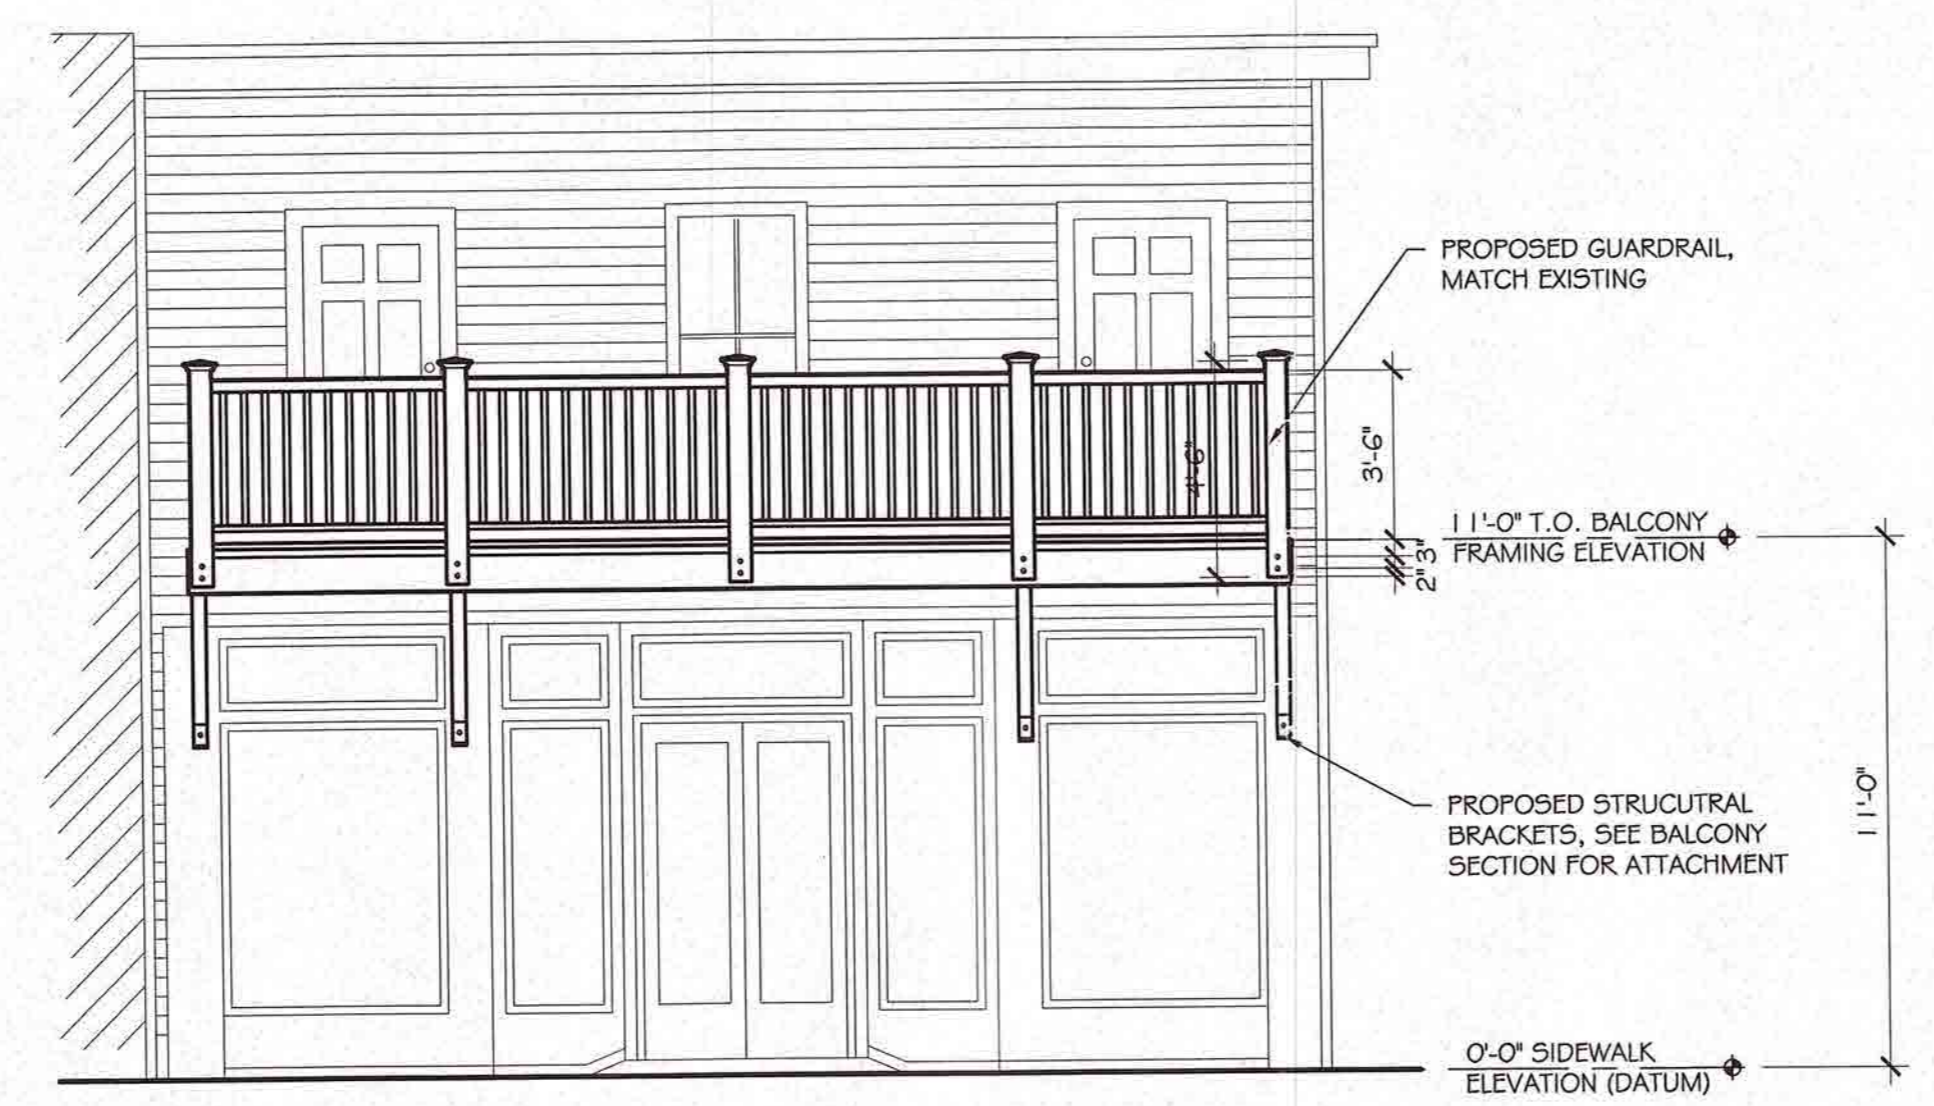 PROPOSED GUARDRAIL,
MATCH EXISTING
4'-6"
3'-6"
11'-0" T.O. BALCONY
FRAMING ELEVATION
3"
2"
PROPOSED STRUCUTRAL
BRACKETS, SEE BALCONY
SECTION FOR ATTACHMENT
11'-0"
0'-0" SIDEWALK
ELEVATION (DATUM)